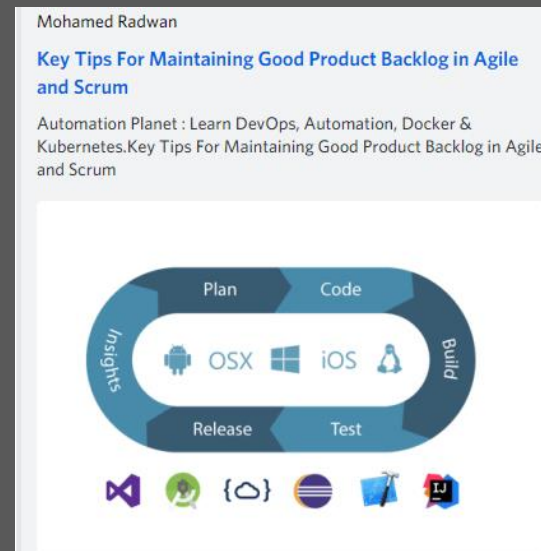 Mohamed Radwan
Key Tips For Maintaining Good Product Backlog in Agile
and Scrum
Automation Planet : Learn DevOps, Automation, Docker &
Kubernetes.Key Tips For Maintaining Good Product Backlog in Agile
and Scrum
Plan
Code
Insights
OSX
iOS
Build
Release
Test
{ }
IJ